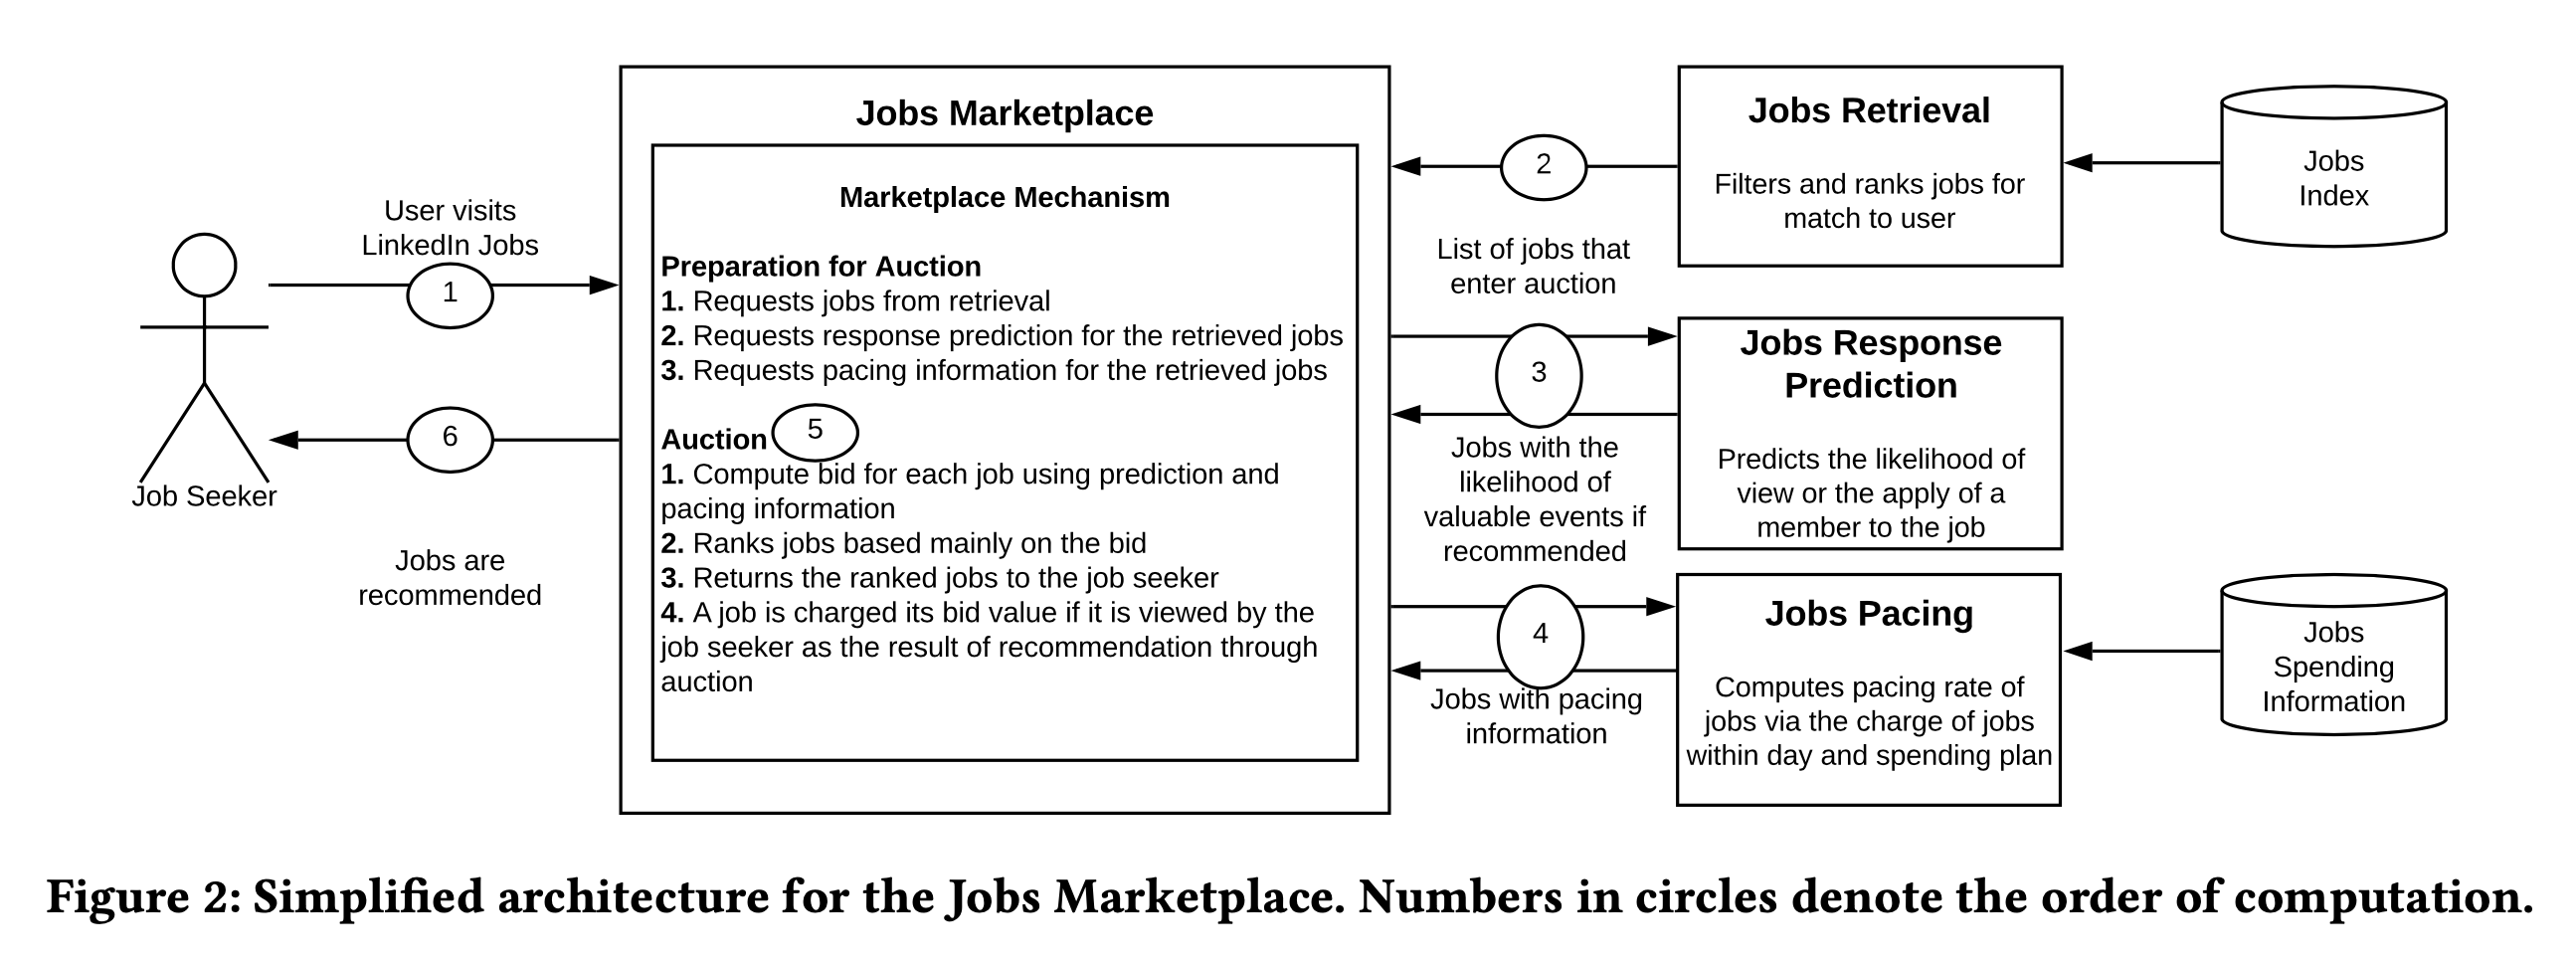 Jobs Marketplace
Marketplace Mechanism
Preparation for Auction
1. Requests jobs from retrieval
2. Requests response prediction for the retrieved jobs
3. Requests pacing information for the retrieved jobs
Auction
5
1. Compute bid for each job using prediction and
pacing information
2. Ranks jobs based mainly on the bid
3. Returns the ranked jobs to the job seeker
4. A job is charged its bid value if it is viewed by the
job seeker as the result of recommendation through
auction
User visits
LinkedIn Jobs
1
6
Job Seeker
Jobs are
recommended
2
List of jobs that
enter auction
3
Jobs with the
likelihood of
valuable events if
recommended
4
Jobs with pacing
information
Jobs Retrieval
Filters and ranks jobs for
match to user
Jobs Response
Prediction
Predicts the likelihood of
view or the apply of a
member to the job
Jobs Pacing
Computes pacing rate of
jobs via the charge of jobs
within day and spending plan
Jobs
Index
Jobs
Spending
Information
Figure 2: Simplified architecture for the Jobs Marketplace. Numbers in circles denote the order of computation.